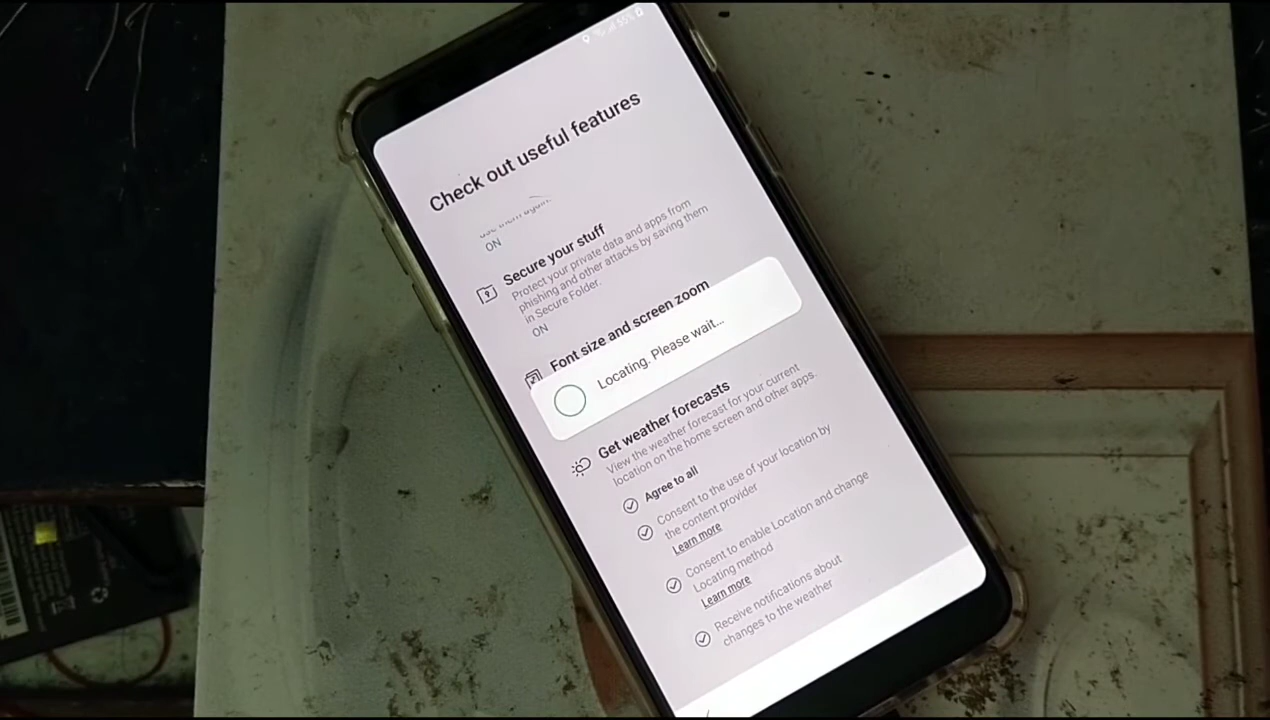 55%
Check out useful features
use them again.
ON
Secure your stuff
Protect your private data and apps from
phishing and other attacks by saving them
in Secure Folder.
ON
Font size and screen zoom
Locating. Please wait...
Get weather forecasts
View the weather forecast for your current
location on the home screen and other apps.
Agree to all
Consent to the use of your location by
the content provider
Learn more
Consent to enable Location and change
Locating method
Learn more
Receive notifications about
changes to the weather